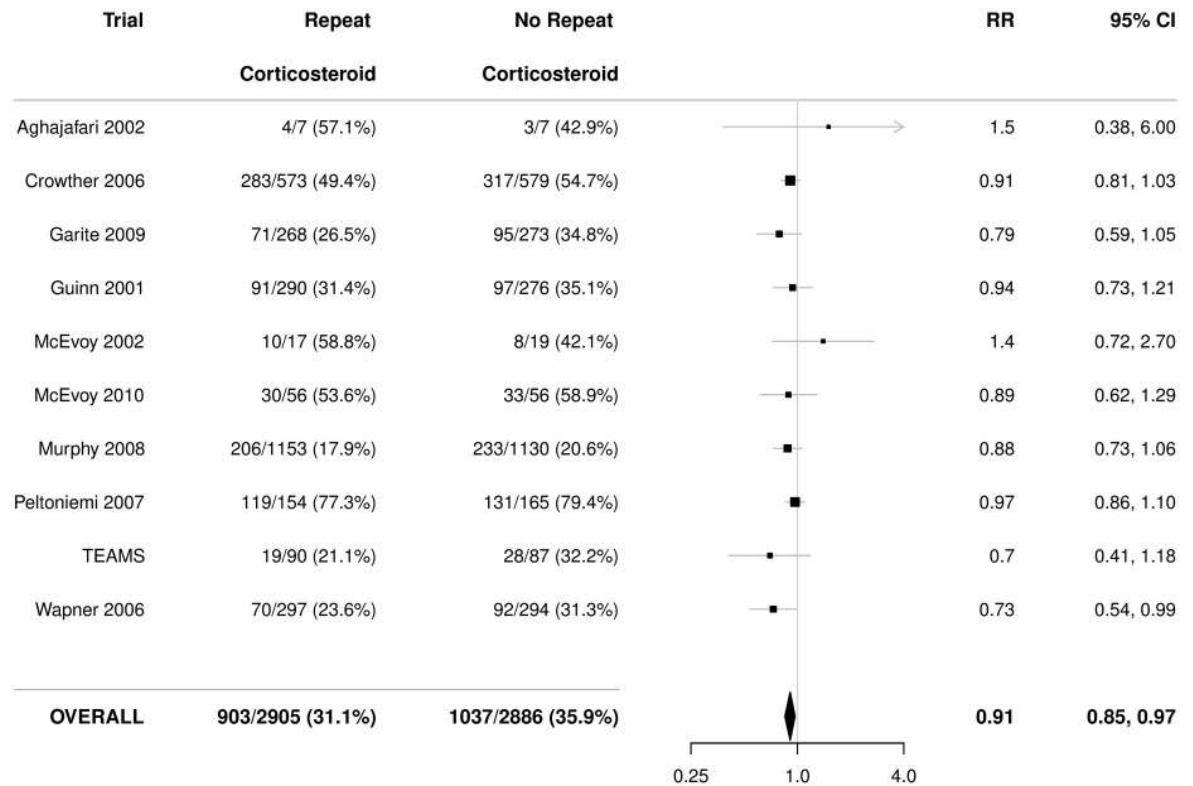 Trial Repeat No Repeat RR 95% CI
Corticosteroid Corticosteroid
Aghajafari 2002 4/7 (57.1%) 3/7 (42.9%) 1.5 0.38, 6.00
Crowther 2006 283/573 (49.4%) 317/579 (54.7%) 0.91 0.81, 1.03
Garite 2009 71/268 (26.5%) 95/273 (34.8%) 0.79 0.59, 1.05
Guinn 2001 91/290 (31.4%) 97/276 (35.1%) 0.94 0.73, 1.21
McEvoy 2002 10/17 (58.8%) 8/19 (42.1%) 1.4 0.72, 2.70
McEvoy 2010 30/56 (53.6%) 33/56 (58.9%) 0.89 0.62, 1.29
Murphy 2008 206/1153 (17.9%) 233/1130 (20.6%) 0.88 0.73, 1.06
Peltoniemi 2007 119/154 (77.3%) 131/165 (79.4%) 0.97 0.86, 1.10
TEAMS 19/90 (21.1%) 28/87 (32.2%) 0.7 0.41, 1.18
Wapner 2006 70/297 (23.6%) 92/294 (31.3%) 0.73 0.54, 0.99
OVERALL 903/2905 (31.1%) 1037/2886 (35.9%) 0.91 0.85, 0.97
0.25 1.0 4.0